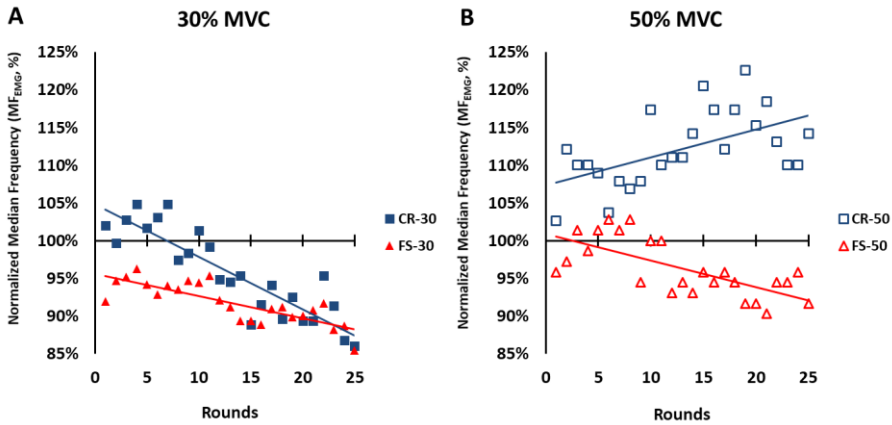 A
30% MVC
Normalized Median Frequency (MF_EMG, %)
125%
120%
115%
110%
105%
100%
95%
90%
85%
0 5 10 15 20 25
Rounds
CR-30
FS-30
B
50% MVC
Normalized Median Frequency (MF_EMG, %)
125%
120%
115%
110%
105%
100%
95%
90%
85%
0 5 10 15 20 25
Rounds
CR-50
FS-50